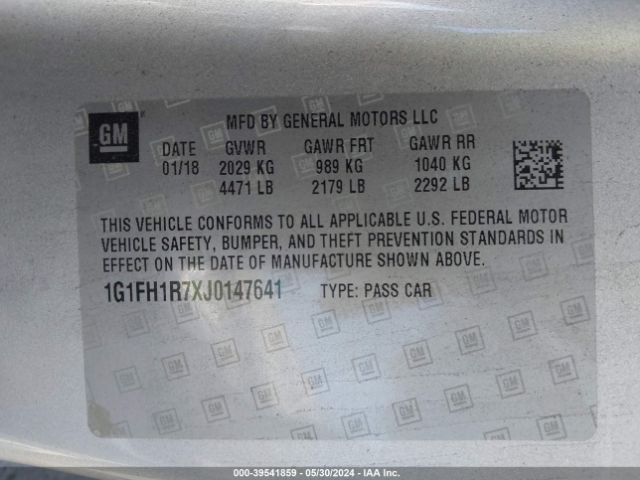 GM
MFD BY GENERAL MOTORS LLC
DATE GVWR GAWR FRT GAWR RR
01/18 2029 KG 989 KG 1040 KG
4471 LB 2179 LB 2292 LB
THIS VEHICLE CONFORMS TO ALL APPLICABLE U.S. FEDERAL MOTOR
VEHICLE SAFETY, BUMPER, AND THEFT PREVENTION STANDARDS IN
EFFECT ON THE DATE OF MANUFACTURE SHOWN ABOVE.
1G1FH1R7XJ0147641 TYPE: PASS CAR
000-39541859 - 05/30/2024 - IAA Copart